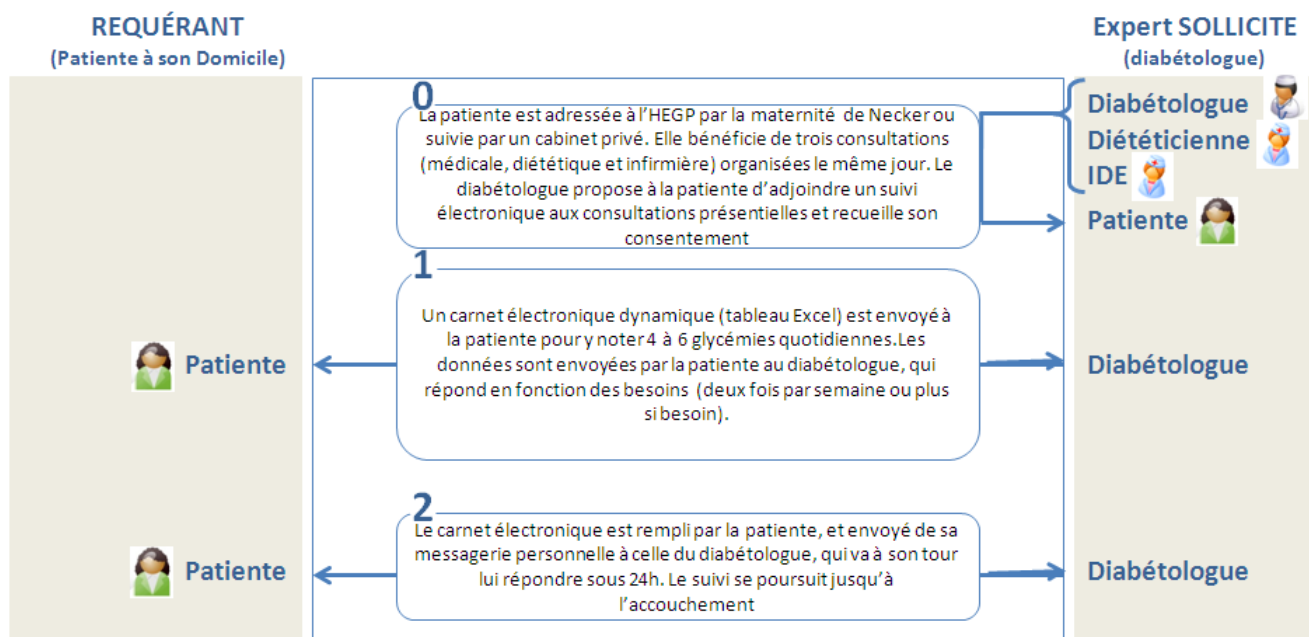 REQUÉRANT
(Patiente à son Domicile)
Expert SOLLICITE
(diabétologue)
0
La patiente est adressée à l'HEGP par la maternité de Necker ou
suivie par un cabinet privé. Elle bénéficie de trois consultations
(médicale, diététique et infirmière) organisées le même jour. Le
diabétologue propose à la patiente d'adjoindre un suivi
électronique aux consultations présentielles et recueille son
consentement
Diabétologue
Diététicienne
IDE
Patiente
1
Un carnet électronique dynamique (tableau Excel) est envoyé à
la patiente pour y noter 4 à 6 glycémies quotidiennes.Les
données sont envoyées par la patiente au diabétologue, qui
répond en fonction des besoins (deux fois par semaine ou plus
si besoin).
Patiente
Diabétologue
2
Le carnet électronique est rempli par la patiente, et envoyé de sa
messagerie personnelle à celle du diabétologue, qui va à son tour
lui répondre sous 24h. Le suivi se poursuit jusqu'à
l'accouchement
Patiente
Diabétologue